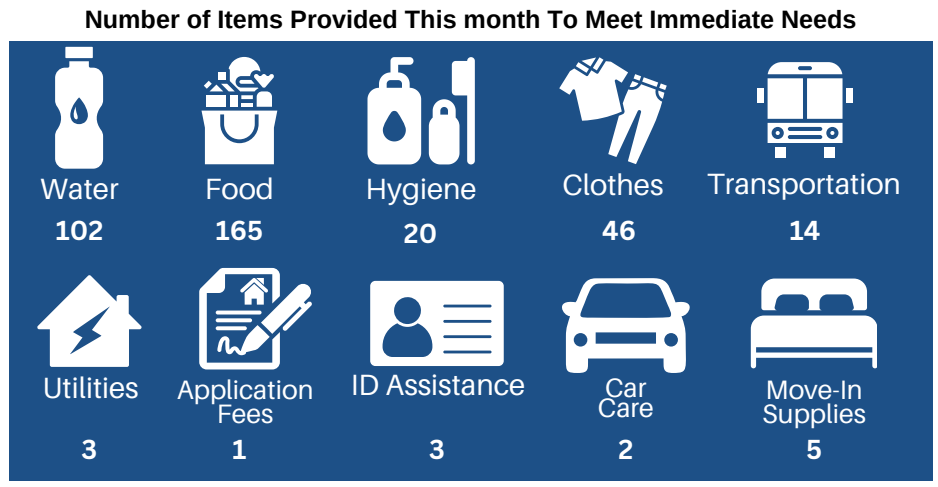 Number of Items Provided This month To Meet Immediate Needs
Water
Food
Hygiene
Clothes
Transportation
102
165
20
46
14
Utilities
Application
Fees
ID Assistance
Car
Care
Move-In
Supplies
3
1
3
2
5